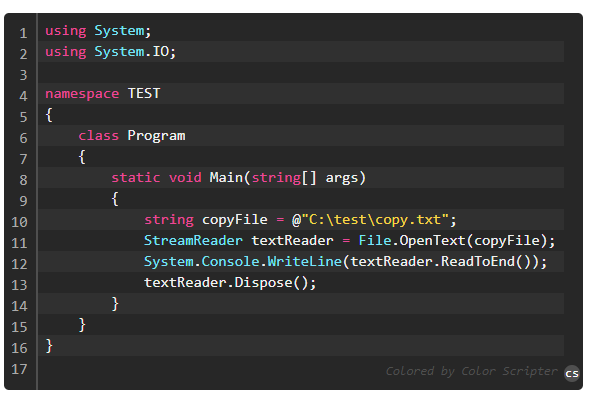 1 using System;
2 using System.IO;
3
4 namespace TEST
5 {
6     class Program
7     {
8         static void Main(string[] args)
9         {
10             string copyFile = @"C:\test\copy.txt";
11             StreamReader textReader = File.OpenText(copyFile);
12             System.Console.WriteLine(textReader.ReadToEnd());
13             textReader.Dispose();
14         }
15     }
16 }
17
Colored by Color Scripter cs